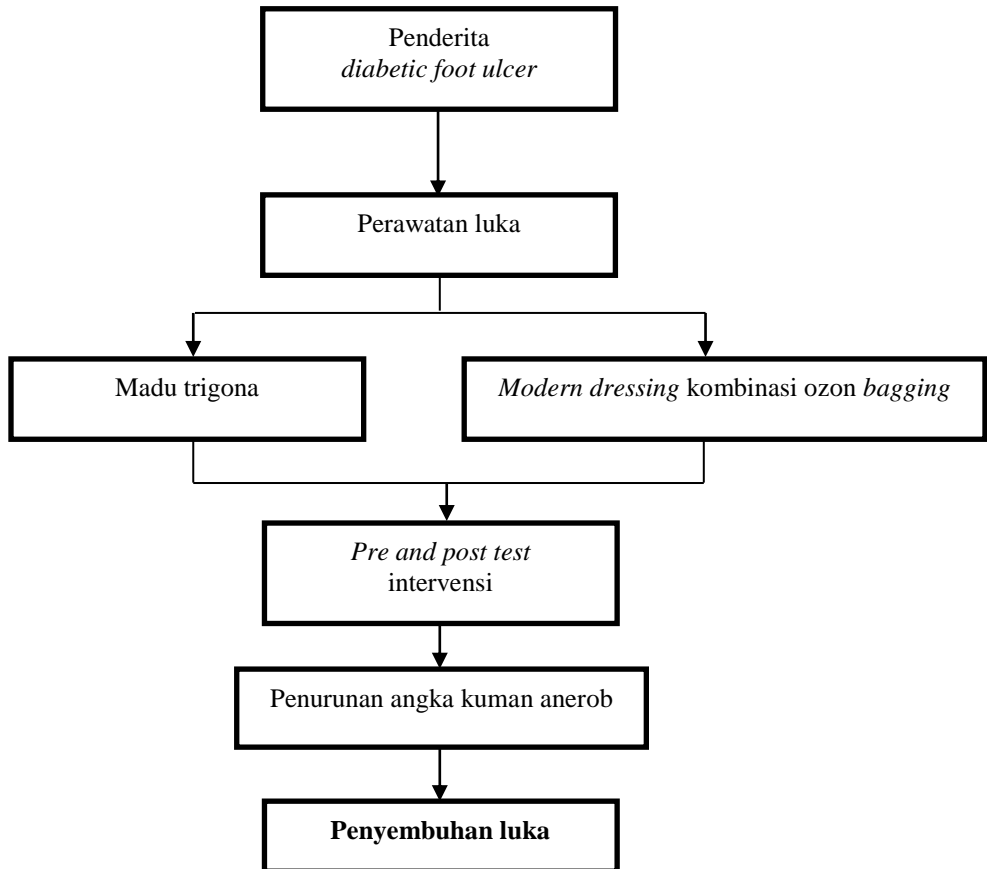 Penderita
diabetic foot ulcer
Perawatan luka
Madu trigona
Modern dressing kombinasi ozon bagging
Pre and post test
intervensi
Penurunan angka kuman anerob
Penyembuhan luka